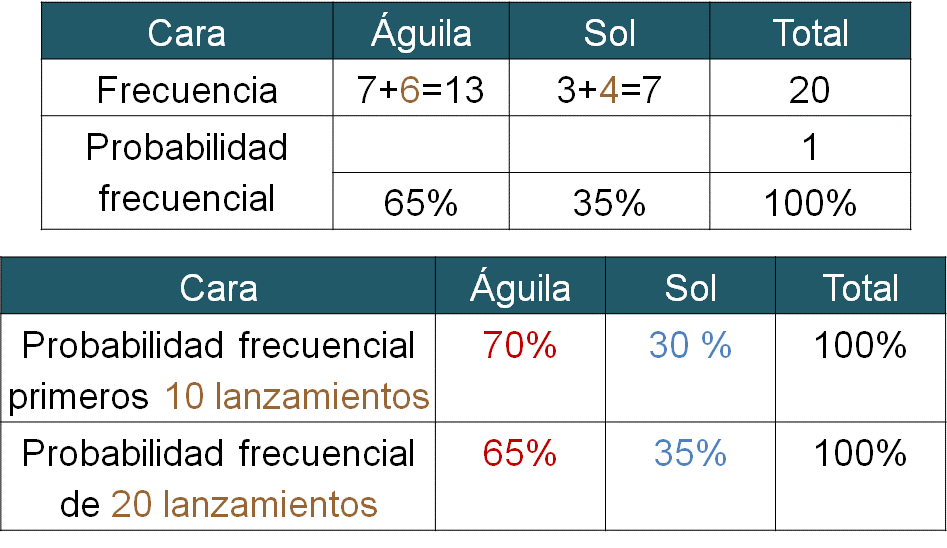 Cara Águila Sol Total
Frecuencia 7+6=13 3+4=7 20
Probabilidad 1
frecuencial 65% 35% 100%
Cara Águila Sol Total
Probabilidad frecuencial 70% 30 % 100%
primeros 10 lanzamientos
Probabilidad frecuencial 65% 35% 100%
de 20 lanzamientos